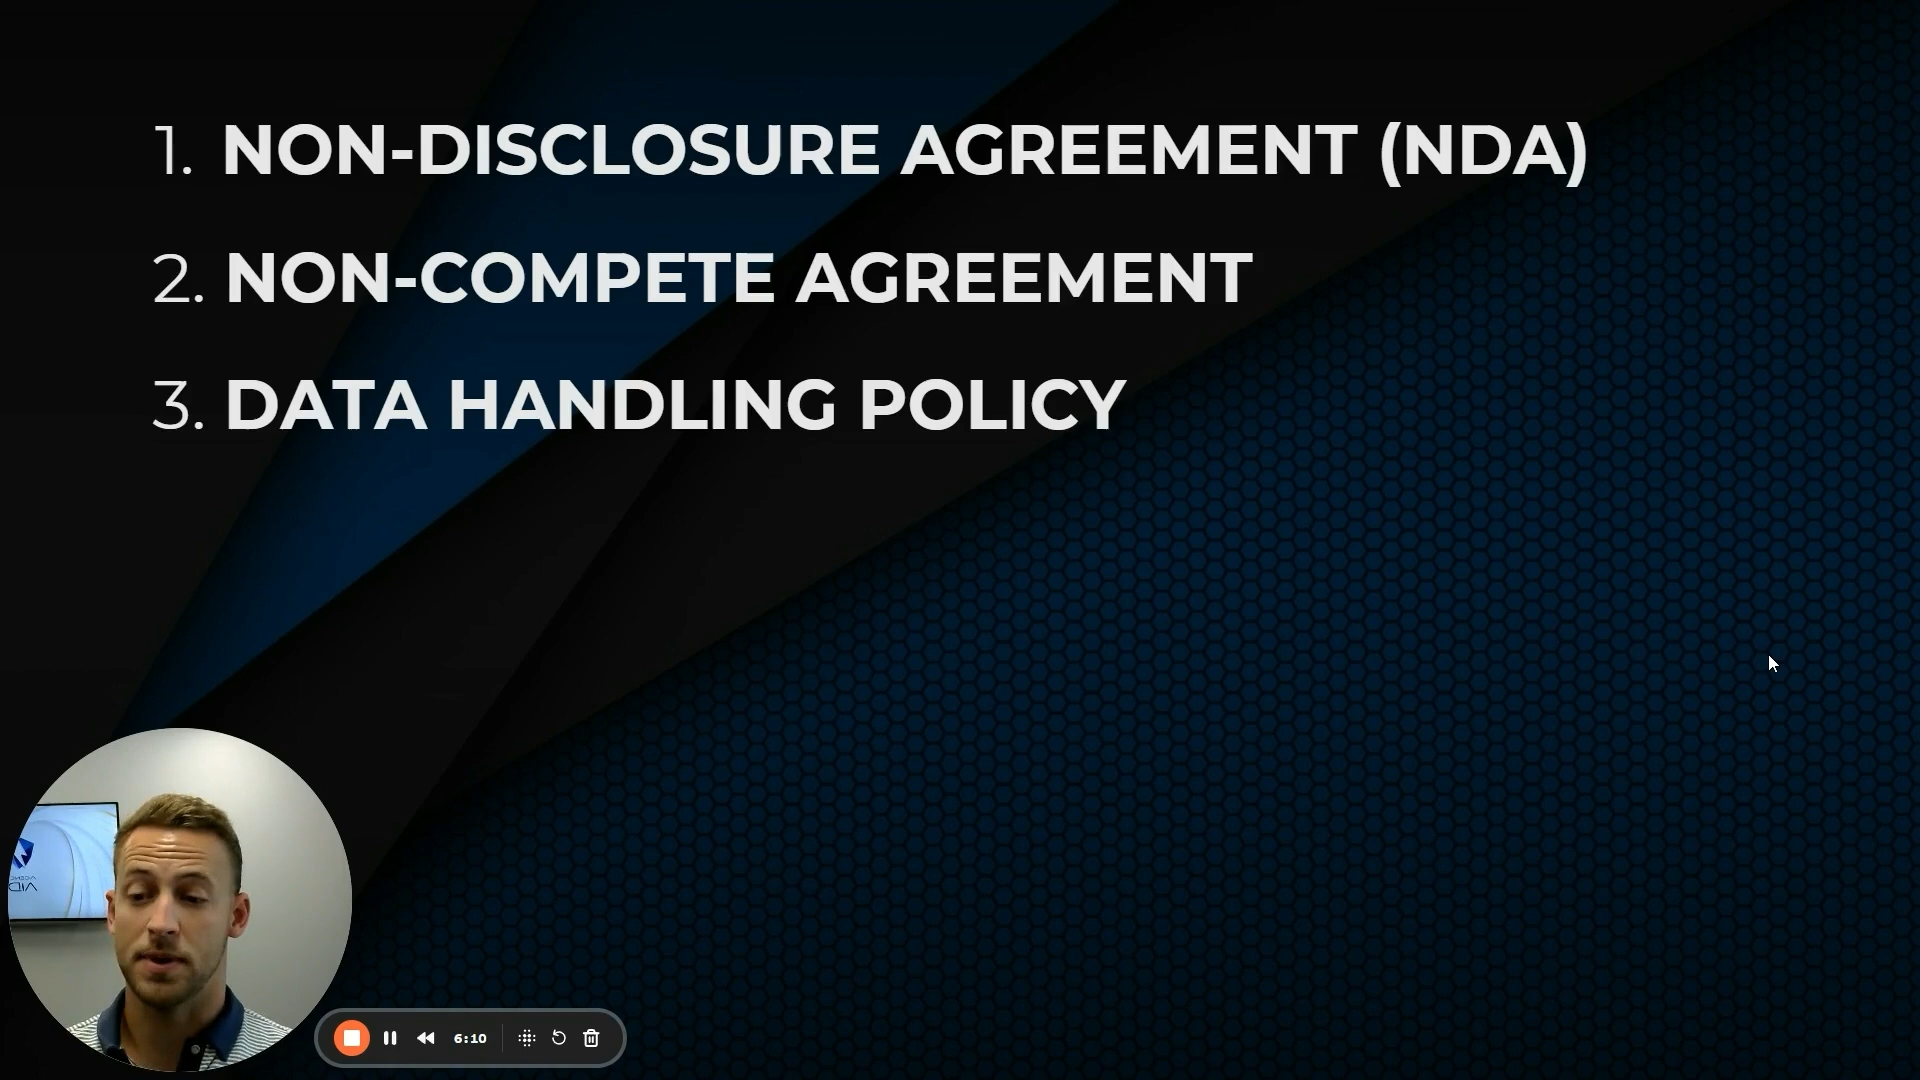 1. NON-DISCLOSURE AGREEMENT (NDA)
2. NON-COMPETE AGREEMENT
3. DATA HANDLING POLICY
6:10